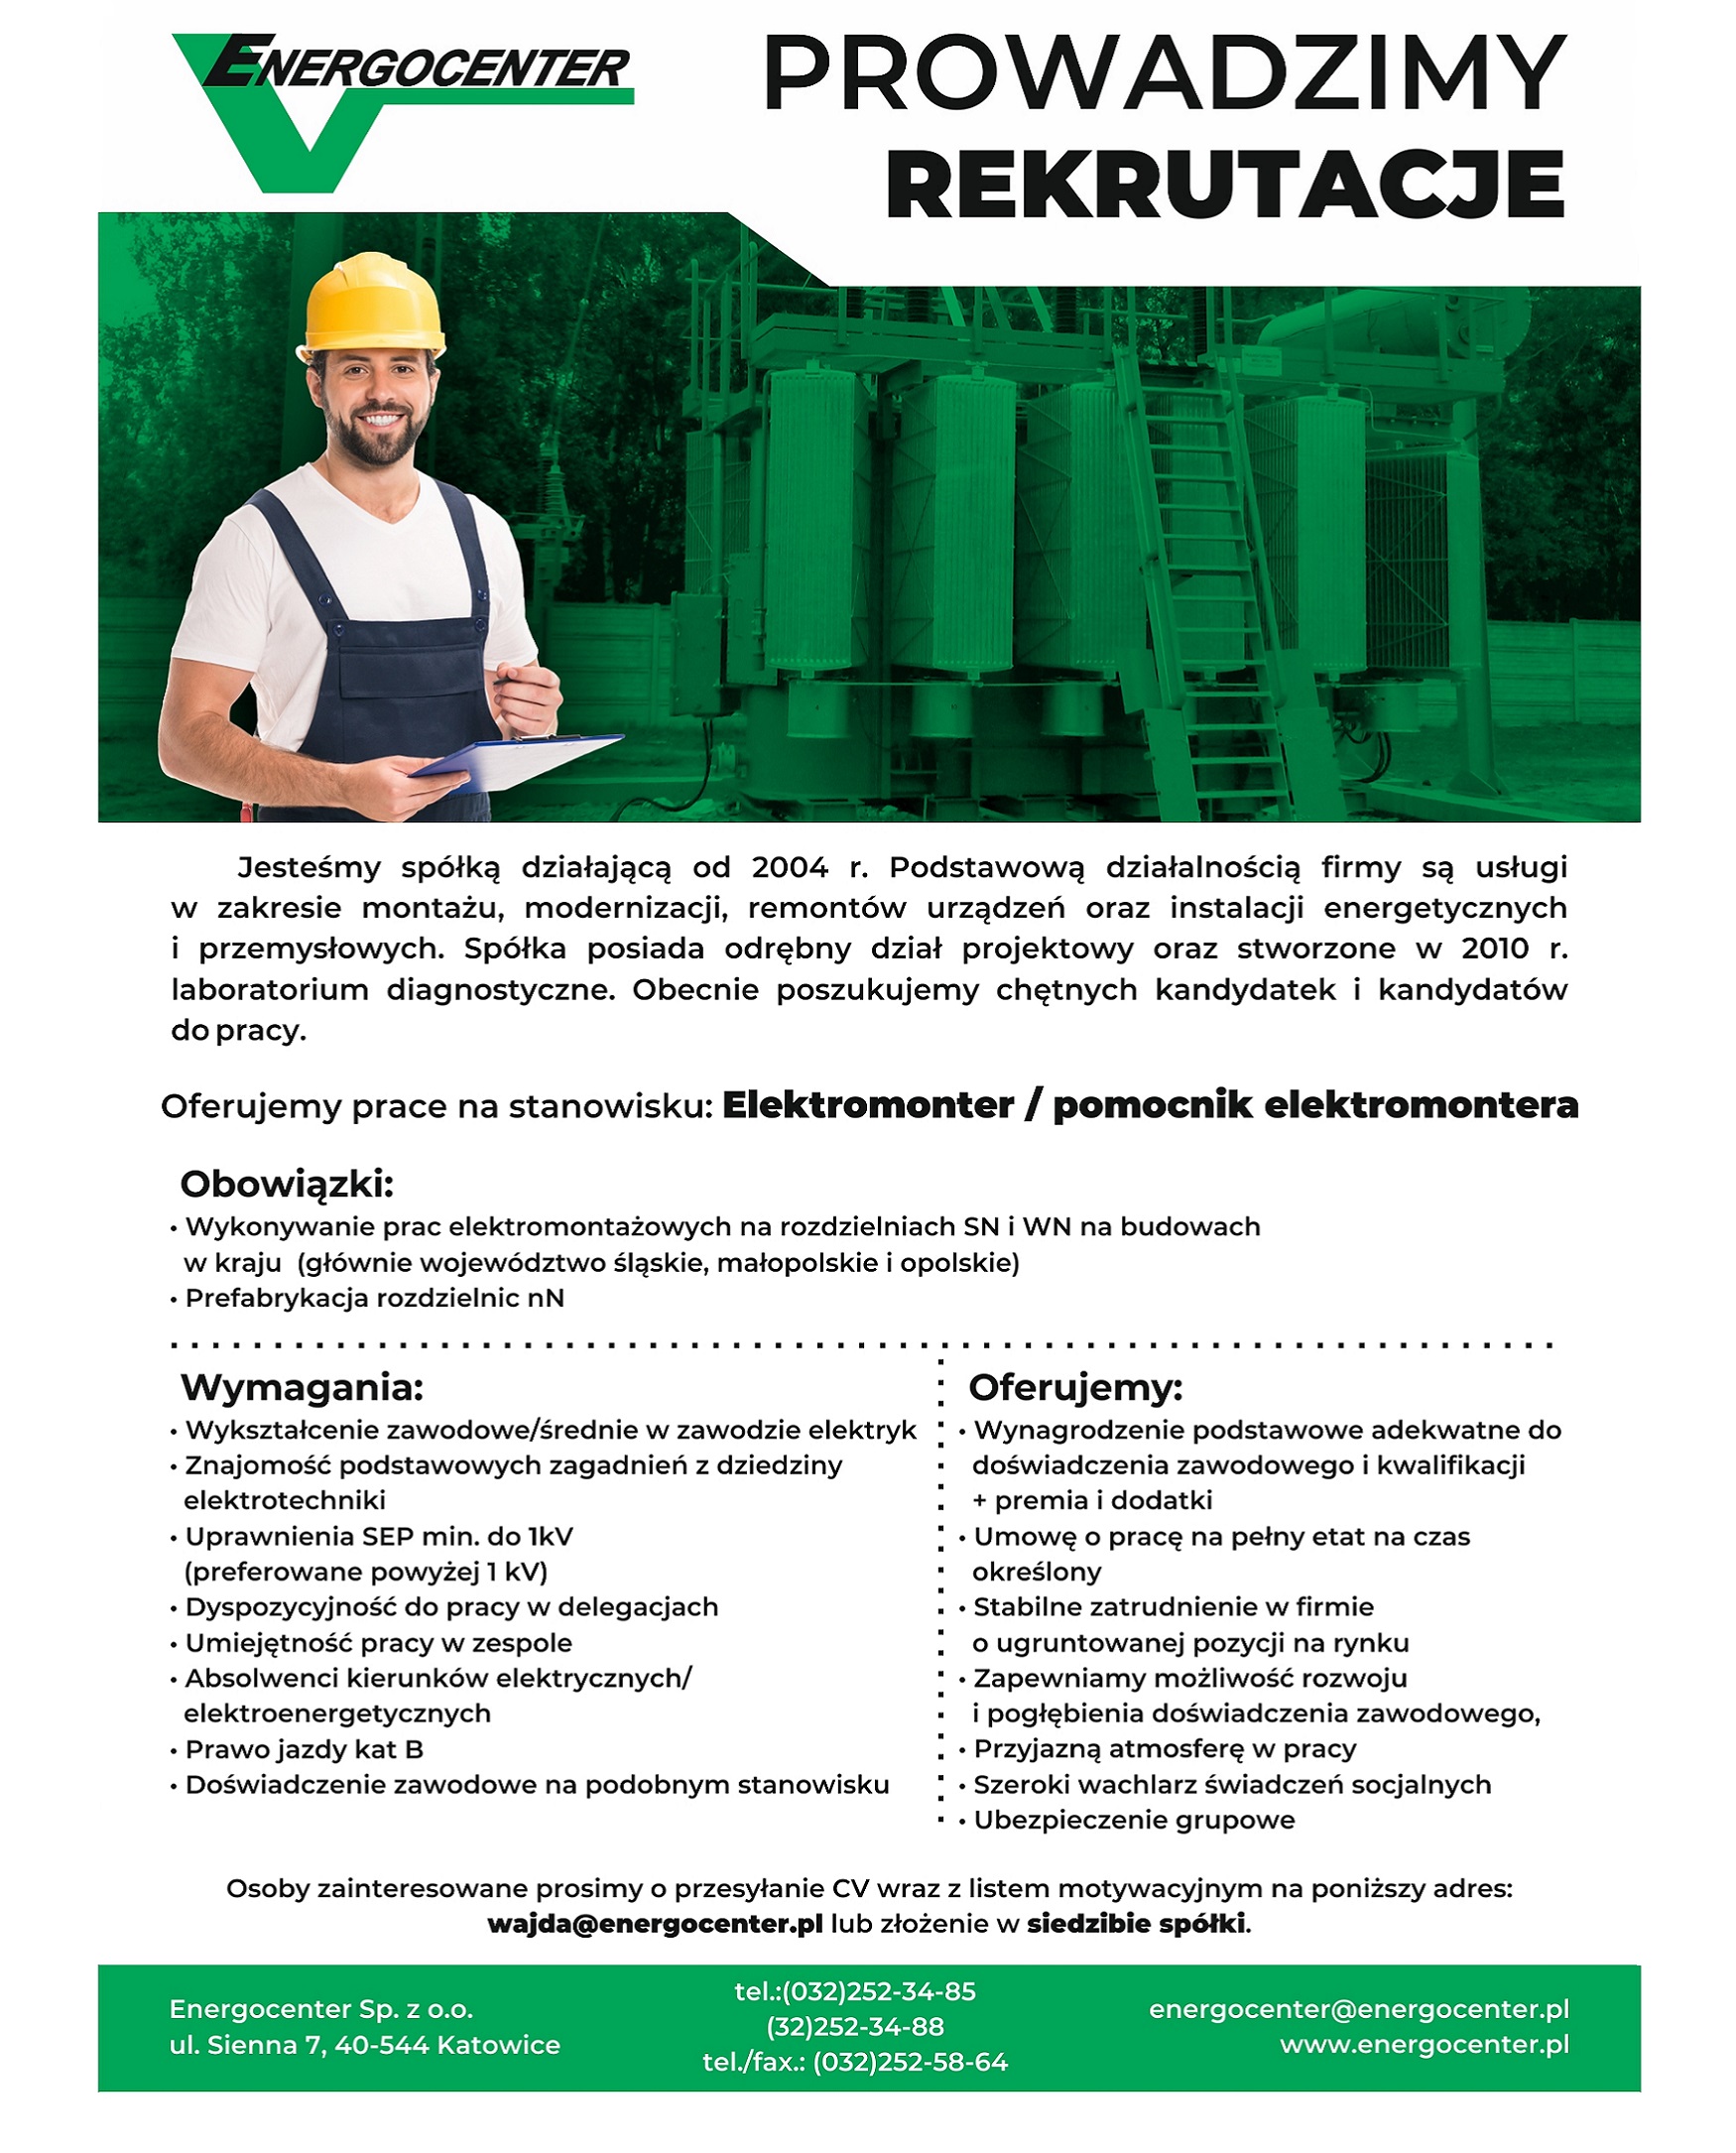 ENERGOCENTER
PROWADZIMY
REKRUTACJE
Jesteśmy spółką działającą od 2004 r. Podstawową działalnością firmy są usługi
w zakresie montażu, modernizacji, remontów urządzeń oraz instalacji energetycznych
i przemysłowych. Spółka posiada odrębny dział projektowy oraz stworzone w 2010 r.
laboratorium diagnostyczne. Obecnie poszukujemy chętnych kandydatek i kandydatów
do pracy.
Oferujemy prace na stanowisku: Elektromonter / pomocnik elektromontera
Obowiązki:
• Wykonywanie prac elektromontażowych na rozdzielniach SN i WN na budowach
w kraju (głównie województwo śląskie, małopolskie i opolskie)
• Prefabrykacja rozdzielnic nN
Wymagania:
• Wykształcenie zawodowe/średnie w zawodzie elektryk
• Znajomość podstawowych zagadnień z dziedziny
elektrotechniki
• Uprawnienia SEP min. do 1kV
(preferowane powyżej 1 kV)
• Dyspozycyjność do pracy w delegacjach
• Umiejętność pracy w zespole
• Absolwenci kierunków elektrycznych/
elektroenergetycznych
• Prawo jazdy kat B
• Doświadczenie zawodowe na podobnym stanowisku
Oferujemy:
• Wynagrodzenie podstawowe adekwatne do
doświadczenia zawodowego i kwalifikacji
+ premia i dodatki
• Umowę o pracę na pełny etat na czas
określony
• Stabilne zatrudnienie w firmie
o ugruntowanej pozycji na rynku
• Zapewniamy możliwość rozwoju
i pogłębienia doświadczenia zawodowego,
• Przyjazną atmosferę w pracy
• Szeroki wachlarz świadczeń socjalnych
• Ubezpieczenie grupowe
Osoby zainteresowane prosimy o przesyłanie CV wraz z listem motywacyjnym na poniższy adres:
wajda@energocenter.pl lub złożenie w siedzibie spółki.
Energocenter Sp. z o.o.
ul. Sienna 7, 40-544 Katowice
tel.:(032)252-34-85
(32)252-34-88
tel./fax.: (032)252-58-64
energocenter@energocenter.pl
www.energocenter.pl